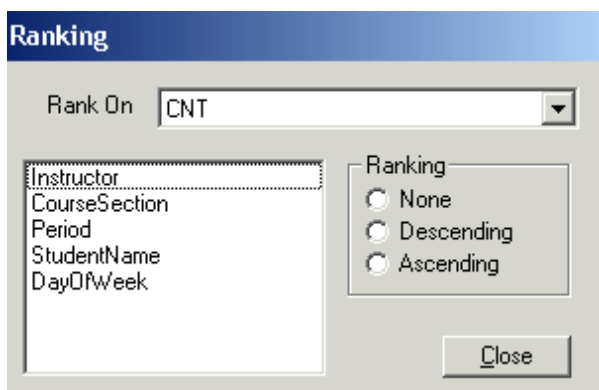 Ranking
Rank On
CNT
Instructor
CourseSection
Period
StudentName
DayOfWeek
Ranking
None
Descending
Ascending
Close